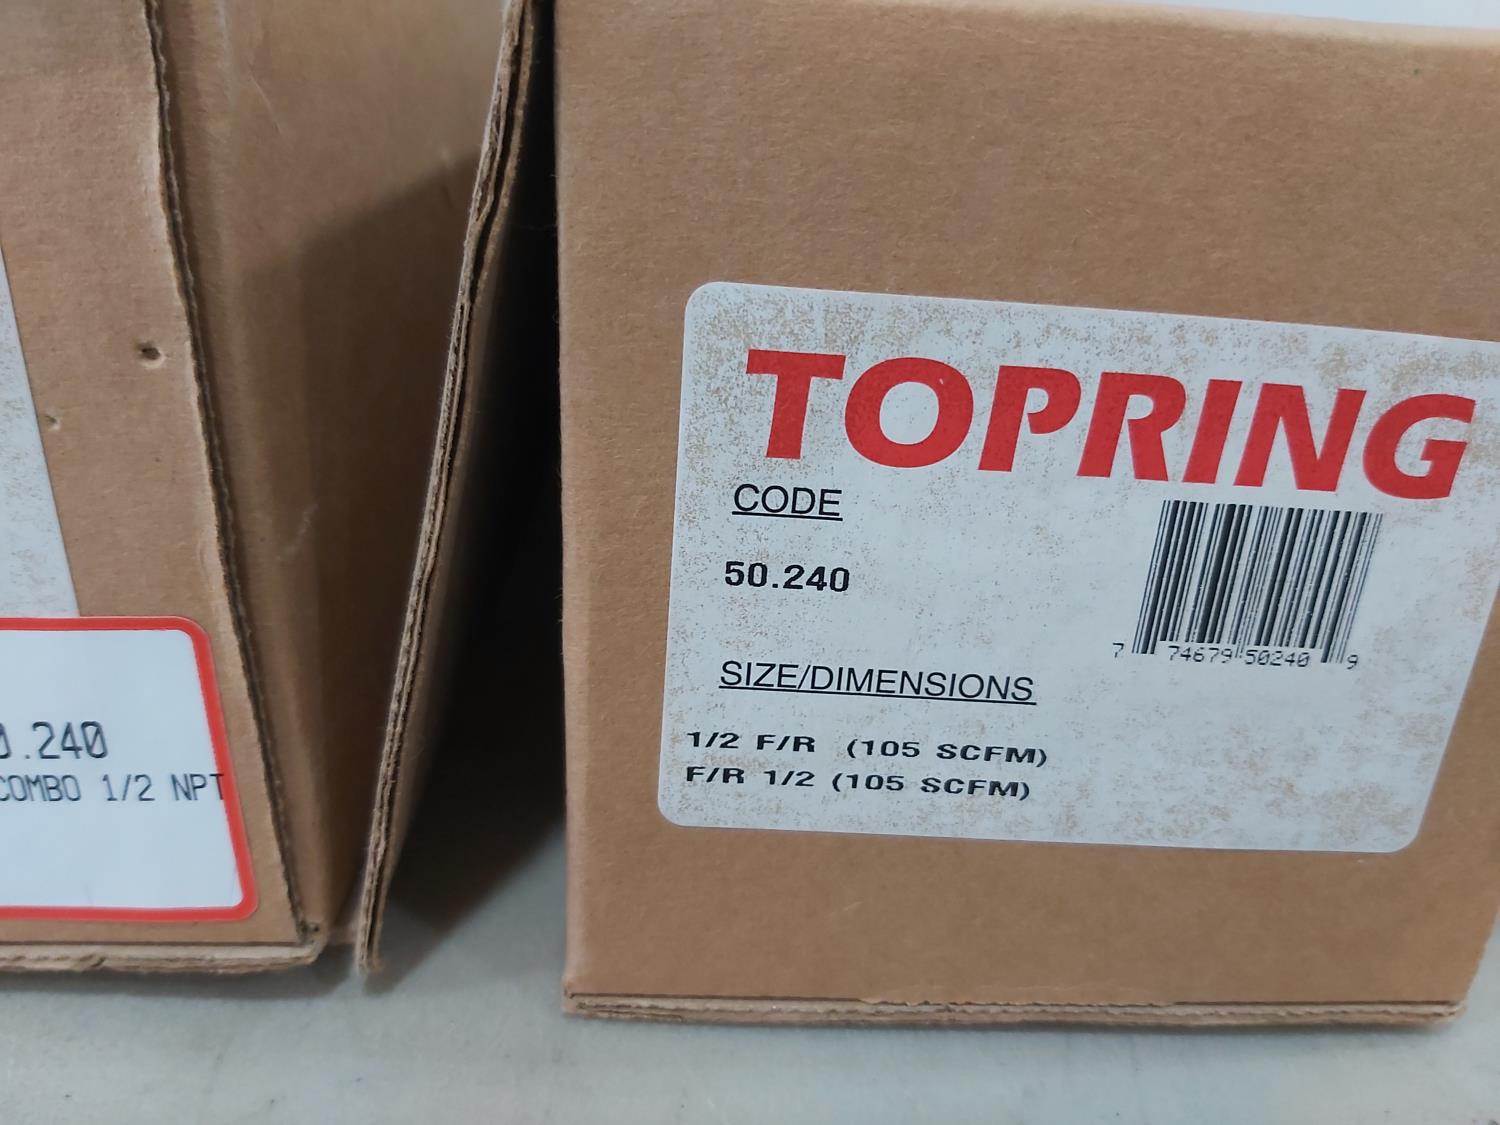 TOPRING
CODE
50.240
7 74679 50240 9
SIZE/DIMENSIONS
1/2 F/R (105 SCFM)
F/R 1/2 (105 SCFM)
.240
COMBO 1/2 NPT